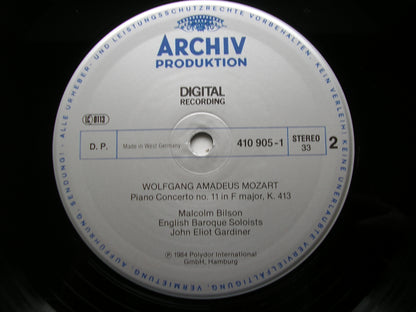 · ALLE URHEBER- UND LEISTUNGSSCHUTZRECHTE VORBEHALTEN · KEIN VERLEIH! KEINE UNERLAUBTE VERVIELFÄLTIGUNG, VERMIETUNG, AUFFÜHRUNG, SENDUNG!
ARCHIV
PRODUKTION
DIGITAL
RECORDING
LC 0113
D. P.
Made in West Germany
410 905-1
STEREO
33
2
WOLFGANG AMADEUS MOZART
Piano Concerto no. 11 in F major, K. 413
Malcolm Bilson
English Baroque Soloists
John Eliot Gardiner
℗ 1984 Polydor International
GmbH, Hamburg